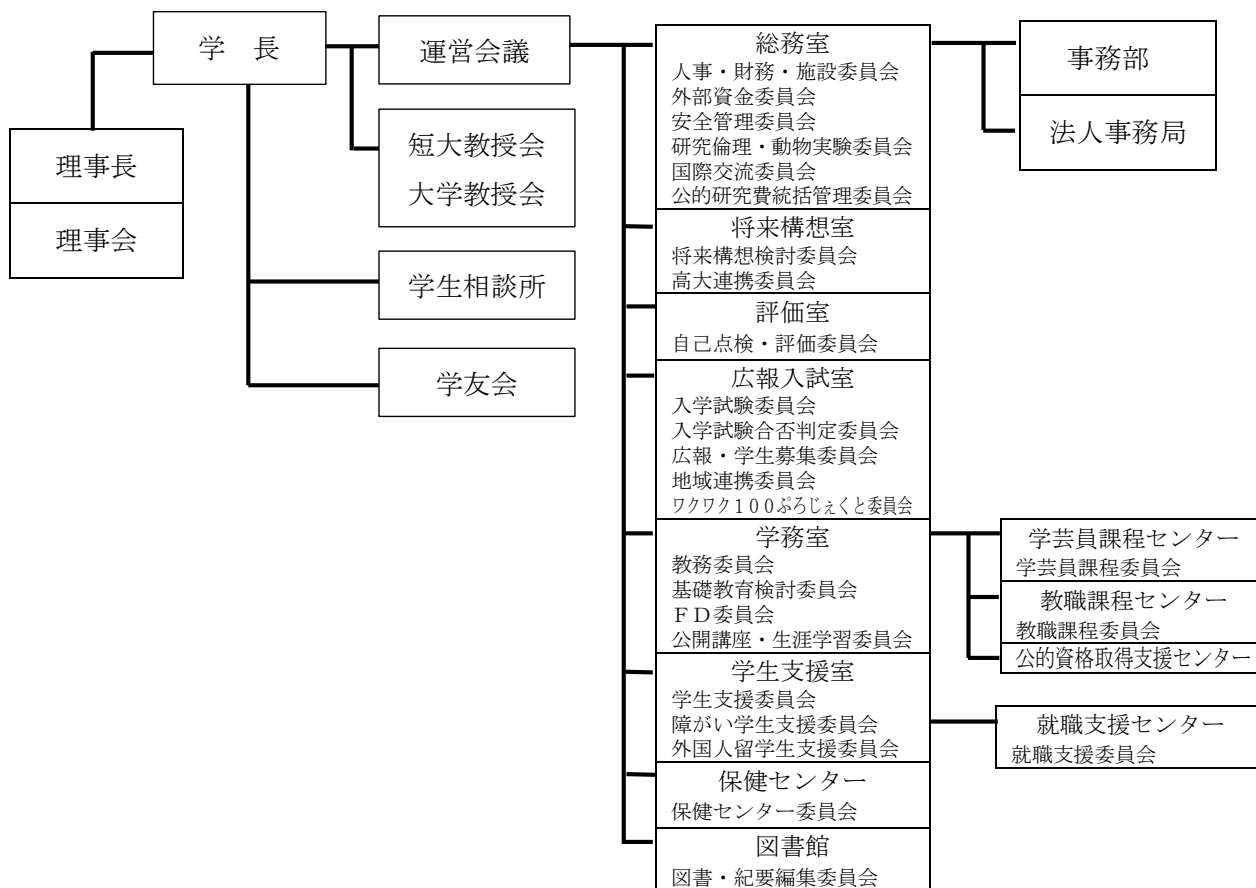 学　長
理事長
理事会
運営会議
短大教授会
大学教授会
学生相談所
学友会
総務室
人事・財務・施設委員会
外部資金委員会
安全管理委員会
研究倫理・動物実験委員会
国際交流委員会
公的研究費統括管理委員会
将来構想室
将来構想検討委員会
高大連携委員会
評価室
自己点検・評価委員会
広報入試室
入学試験委員会
入学試験合否判定委員会
広報・学生募集委員会
地域連携委員会
ワクワク１００ぷろじぇくと委員会
学務室
教務委員会
基礎教育検討委員会
ＦＤ委員会
公開講座・生涯学習委員会
学生支援室
学生支援委員会
障がい学生支援委員会
外国人留学生支援委員会
保健センター
保健センター委員会
図書館
図書・紀要編集委員会
事務部
法人事務局
学芸員課程センター
学芸員課程委員会
教職課程センター
教職課程委員会
公的資格取得支援センター
就職支援センター
就職支援委員会